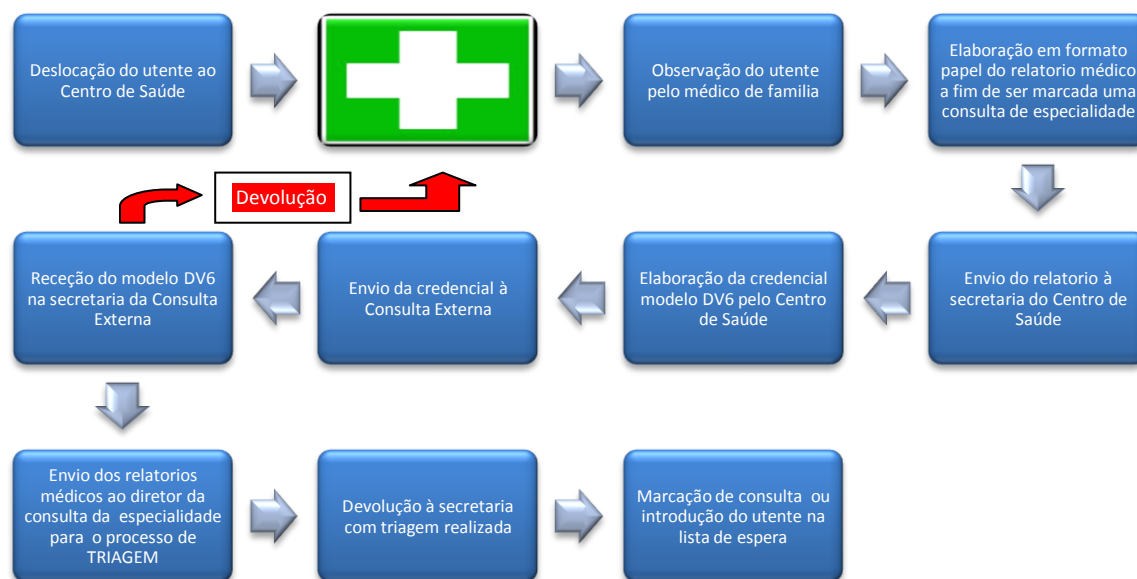 Deslocação do utente ao
Centro de Saúde
Observação do utente
pelo médico de familia
Elaboração em formato
papel do relatorio médico
a fim de ser marcada uma
consulta de especialidade
Devolução
Receção do modelo DV6
na secretaria da Consulta
Externa
Envio da credencial à
Consulta Externa
Elaboração da credencial
modelo DV6 pelo Centro
de Saúde
Envio do relatorio à
secretaria do Centro de
Saúde
Envio dos relatorios
médicos ao diretor da
consulta da especialidade
para o processo de
TRIAGEM
Devolução à secretaria
com triagem realizada
Marcação de consulta ou
introdução do utente na
lista de espera